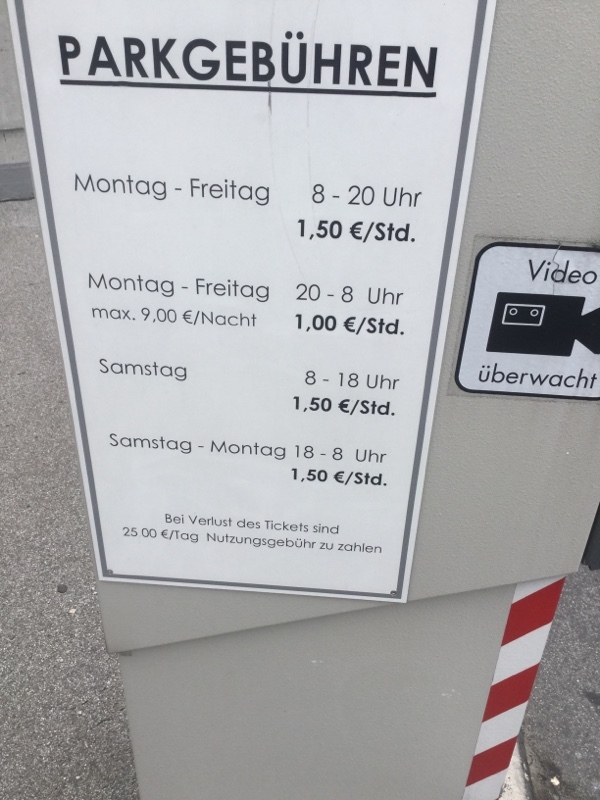 PARKGEBÜHREN
Montag - Freitag 8 - 20 Uhr
1,50 €/Std.
Montag - Freitag 20 - 8 Uhr
max. 9,00 €/Nacht 1,00 €/Std.
Samstag 8 - 18 Uhr
1,50 €/Std.
Samstag - Montag 18 - 8 Uhr
1,50 €/Std.
Bei Verlust des Tickets sind
25 00 €/Tag Nutzungsgebühr zu zahlen
Video
überwacht